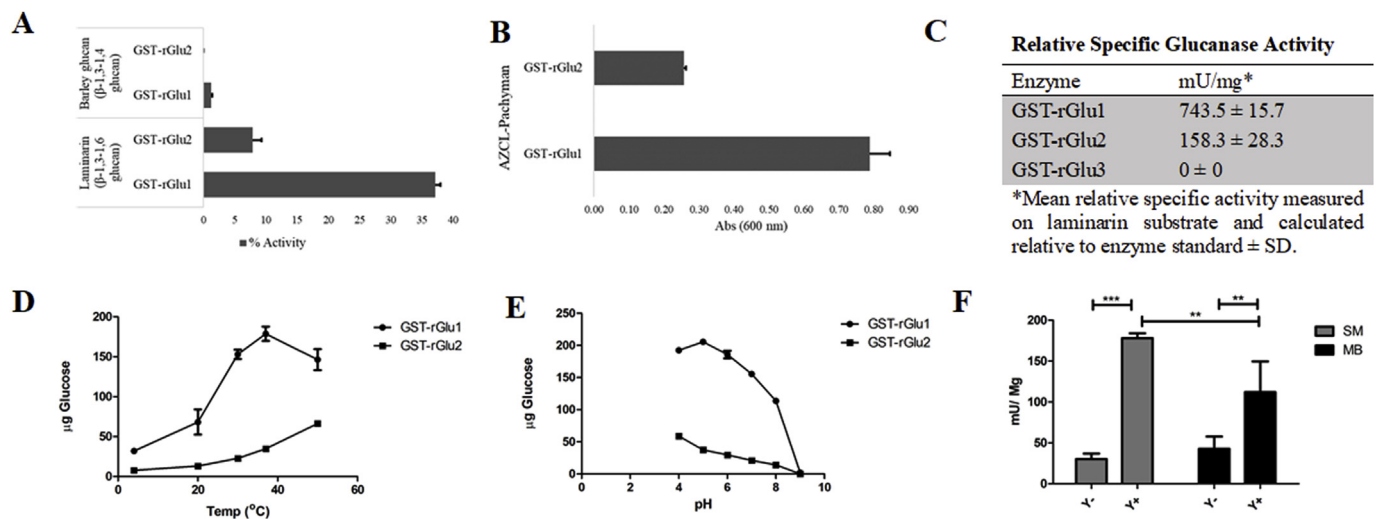 A
Barley glucan
(β-1,3-1,4
glucan)
GST-rGlu2
GST-rGlu1
Laminarin
(β-1,3-1,6
glucan)
GST-rGlu2
GST-rGlu1
0 5 10 15 20 25 30 35 40
% Activity
B
AZCL-Pachyman
GST-rGlu2
GST-rGlu1
0.00 0.10 0.20 0.30 0.40 0.50 0.60 0.70 0.80 0.90
Abs (600 nm)
C
Relative Specific Glucanase Activity
Enzyme mU/mg*
GST-rGlu1 743.5 ± 15.7
GST-rGlu2 158.3 ± 28.3
GST-rGlu3 0 ± 0
*Mean relative specific activity measured
on laminarin substrate and calculated
relative to enzyme standard ± SD.
D
200
150
100
50
0
µg Glucose
0 20 40 60
Temp (°C)
GST-rGlu1
GST-rGlu2
E
250
200
150
100
50
0
µg Glucose
0 2 4 6 8 10
pH
GST-rGlu1
GST-rGlu2
F
*** ** **
200
150
100
50
0
mU/ Mg
Y- Y+ Y- Y+
SM
MB